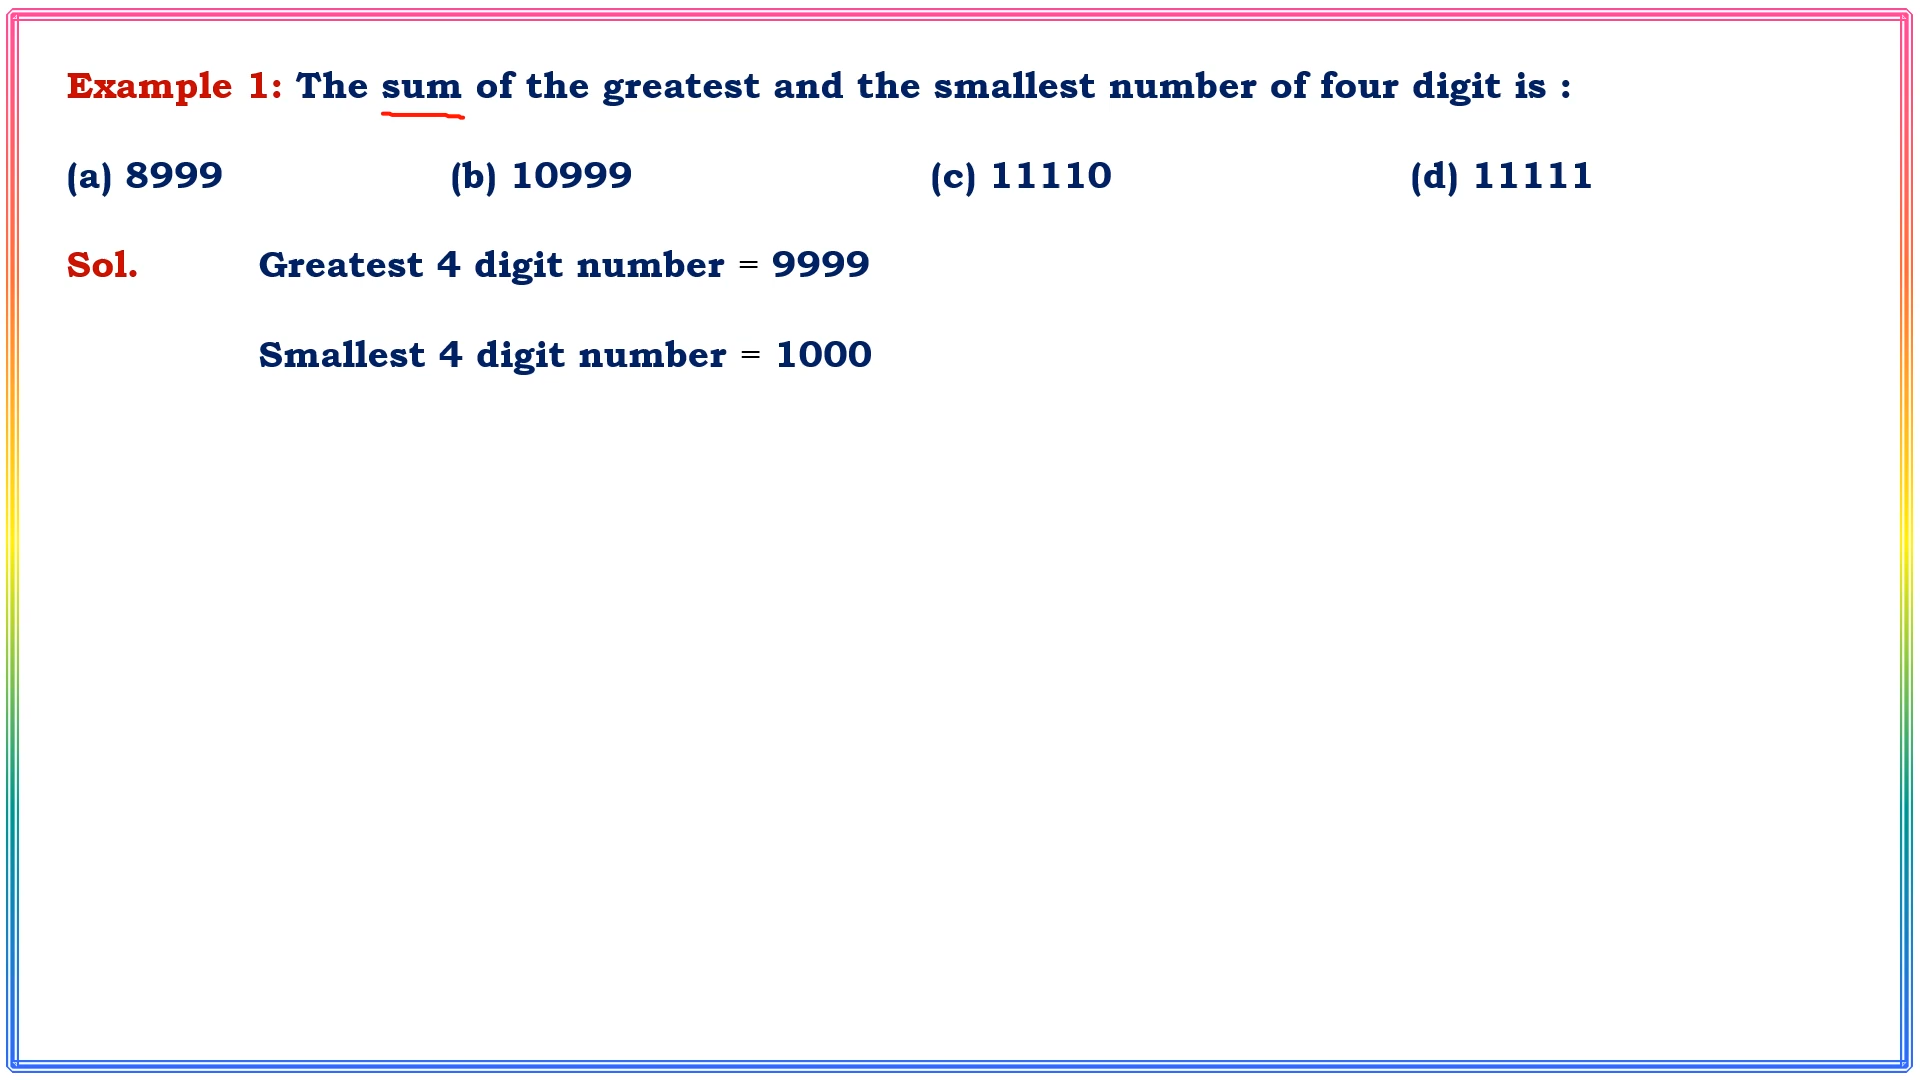 Example 1: The sum of the greatest and the smallest number of four digit is :
(a) 8999 (b) 10999 (c) 11110 (d) 11111
Sol. Greatest 4 digit number = 9999
Smallest 4 digit number = 1000